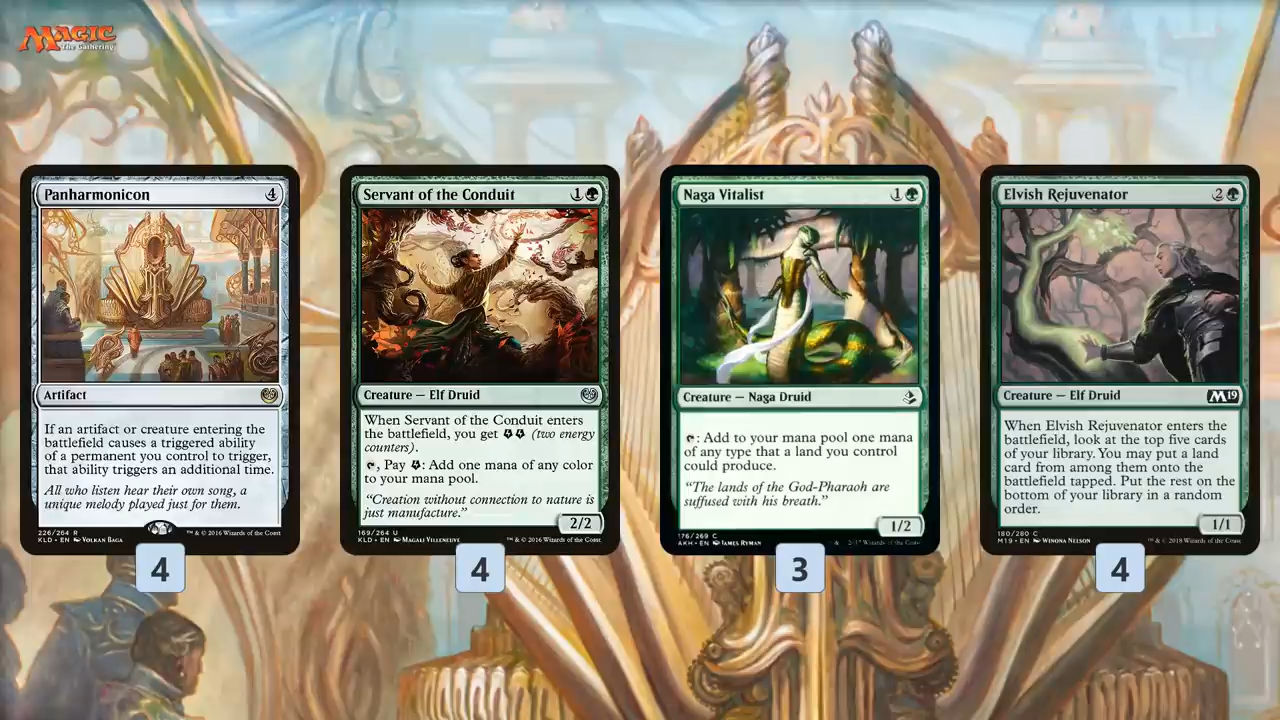 MAGIC
The Gathering
Panharmonicon 4
Artifact
If an artifact or creature entering the
battlefield causes a triggered ability
of a permanent you control to trigger,
that ability triggers an additional time.
All who listen hear their own song, a
unique melody played just for them.
226/264 R
KLD • EN Volkan Baga
™ & © 2016 Wizards of the Coast
4
Servant of the Conduit 1
Creature — Elf Druid
When Servant of the Conduit enters
the battlefield, you get (two energy
counters).
, Pay : Add one mana of any color
to your mana pool.
“Creation without connection to nature is
just manufacture.”
2/2
169/264 U
KLD • EN Magali Villeneuve
™ & © 2016 Wizards of the Coast
4
Naga Vitalist 1
Creature — Naga Druid
: Add to your mana pool one mana
of any type that a land you control
could produce.
“The lands of the God-Pharaoh are
suffused with his breath.”
1/2
176/269 C
AKH • EN James Ryman
Wizards of the Coast
3
Elvish Rejuvenator 2
Creature — Elf Druid
M19
When Elvish Rejuvenator enters the
battlefield, look at the top five cards
of your library. You may put a land
card from among them onto the
battlefield tapped. Put the rest on the
bottom of your library in a random
order.
1/1
180/280 C
M19 • EN Winona Nelson
™ & © 2018 Wizards of the Coast
4